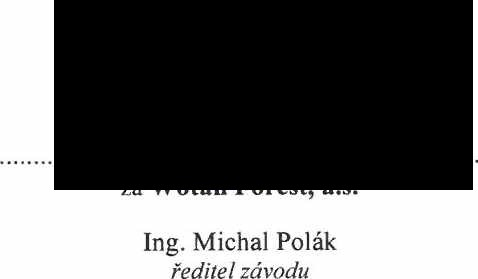 za Wotan Forest, a.s.
Ing. Michal Polák
ředitel závodu